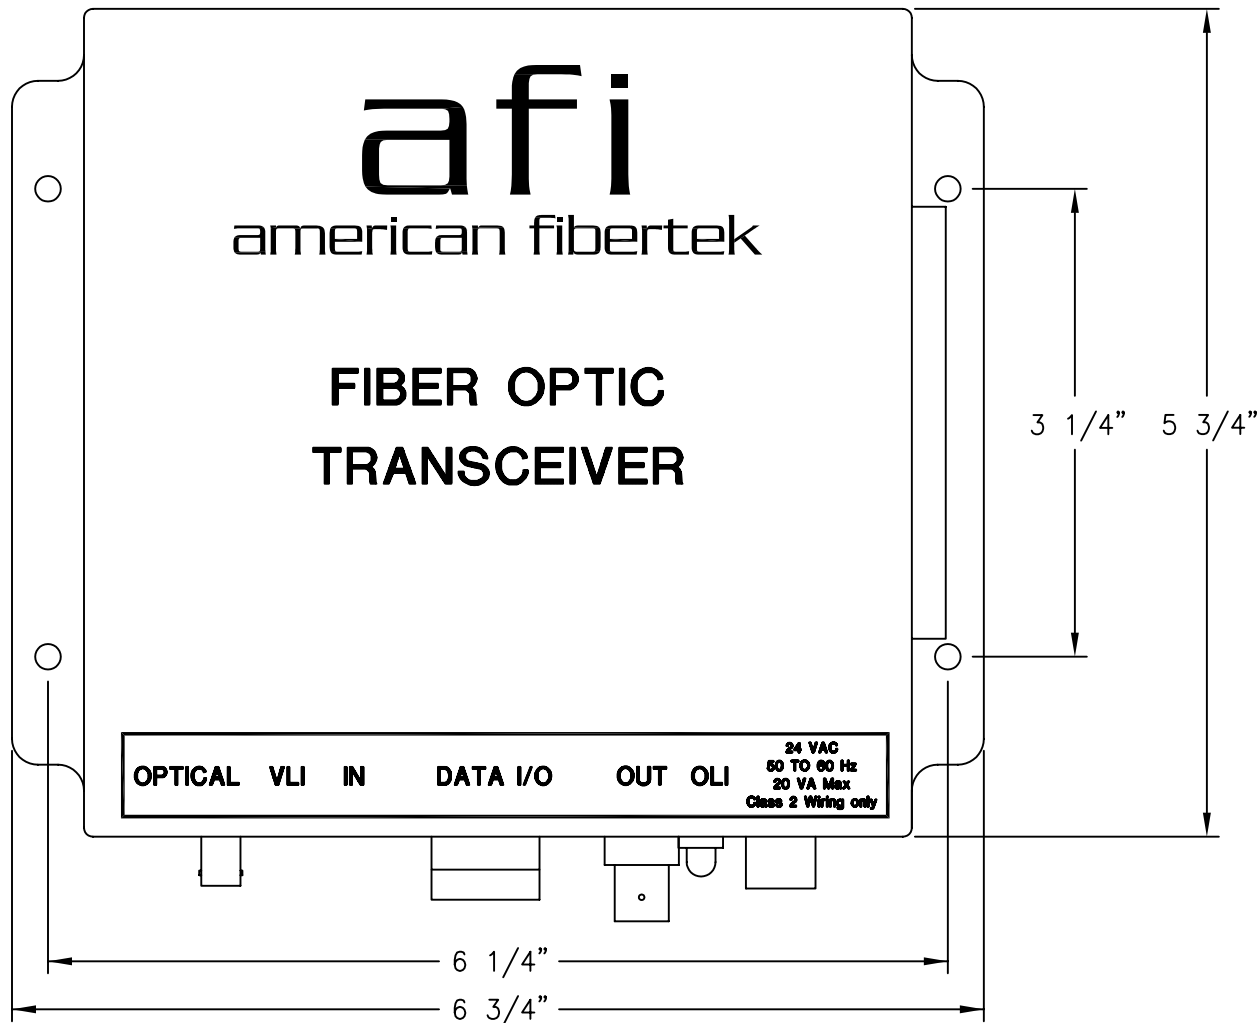 afi
american fibertek
FIBER OPTIC
TRANSCEIVER
3 1/4”
5 3/4”
OPTICAL VLI IN DATA I/O OUT OLI
24 VAC
50 TO 60 Hz
20 VA Max
Class 2 Wiring only
6 1/4”
6 3/4”